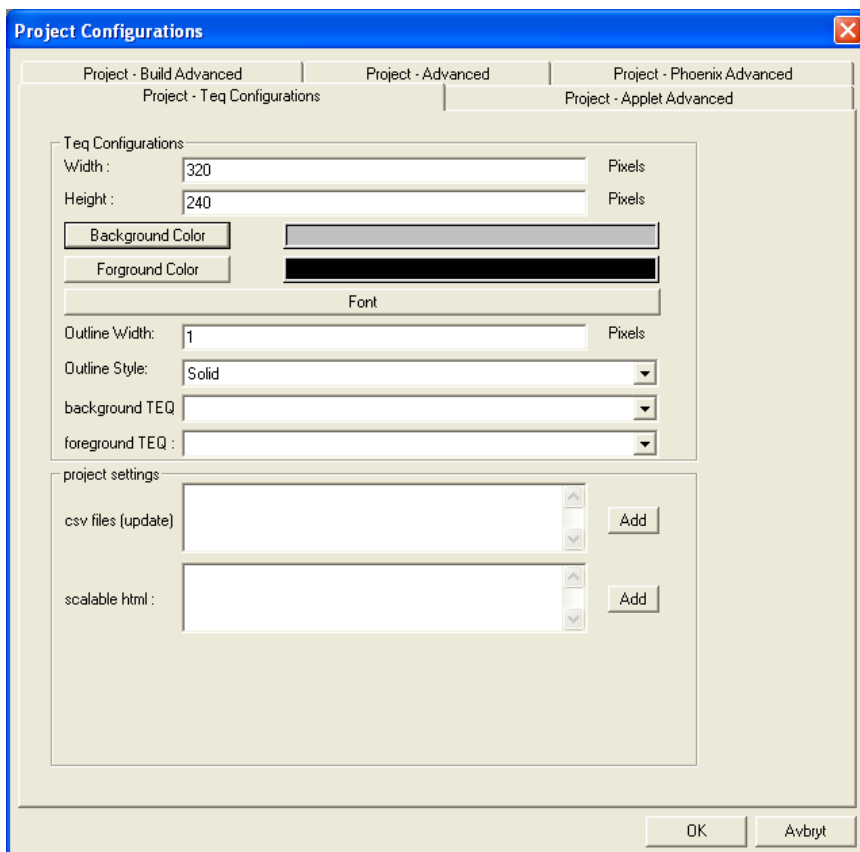 Project Configurations
Project - Build Advanced
Project - Advanced
Project - Phoenix Advanced
Project - Teq Configurations
Project - Applet Advanced
Teq Configurations
Width :
320
Pixels
Height :
240
Pixels
Background Color
Forground Color
Font
Outline Width:
1
Pixels
Outline Style:
Solid
background TEQ
foreground TEQ :
project settings
csv files (update)
Add
scalable html :
Add
OK
Avbryt